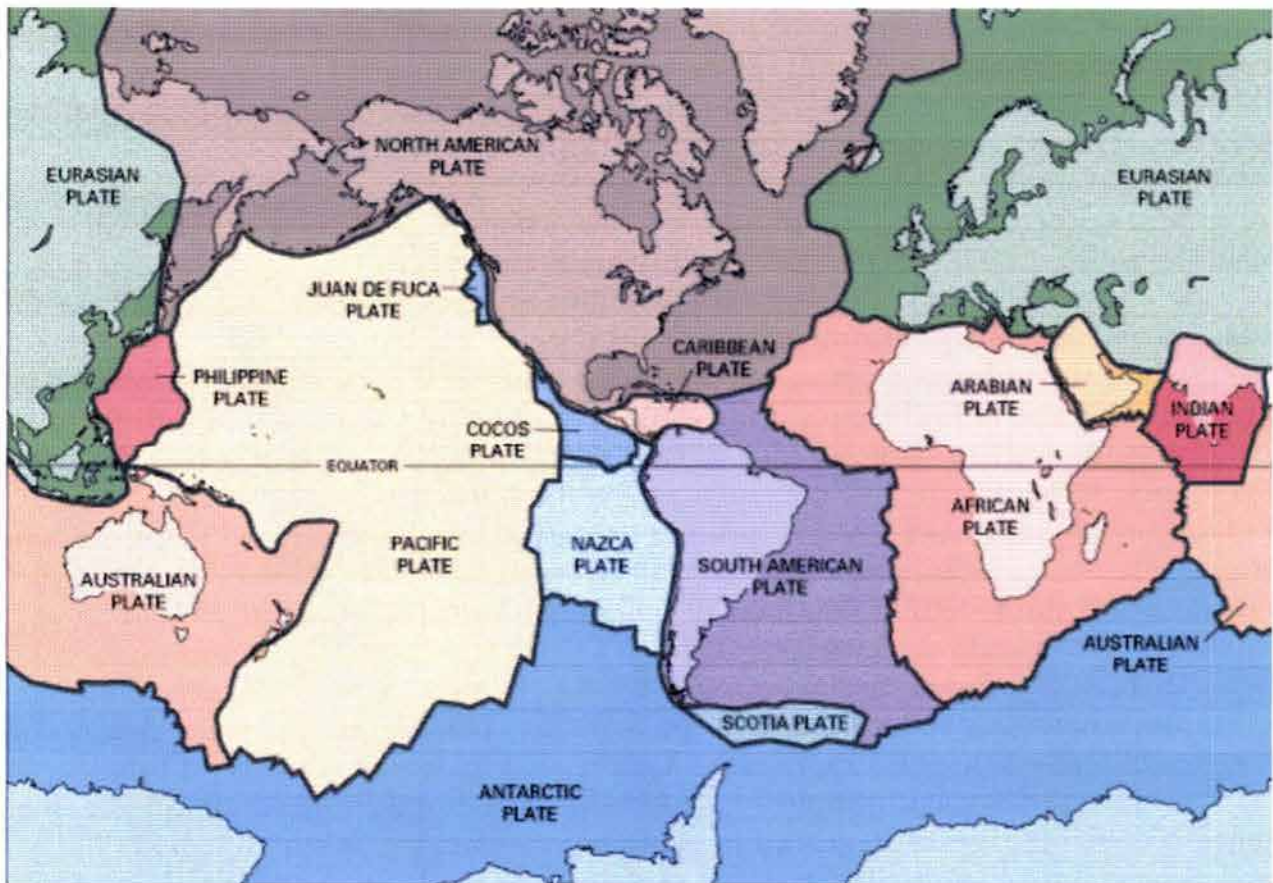 NORTH AMERICAN
PLATE
EURASIAN
PLATE
EURASIAN
PLATE
JUAN DE FUCA
PLATE
CARIBBEAN
PLATE
PHILIPPINE
PLATE
ARABIAN
PLATE
INDIAN
PLATE
COCOS
PLATE
EQUATOR
AFRICAN
PLATE
PACIFIC
PLATE
NAZCA
PLATE
SOUTH AMERICAN
PLATE
AUSTRALIAN
PLATE
AUSTRALIAN
PLATE
SCOTIA PLATE
ANTARCTIC
PLATE